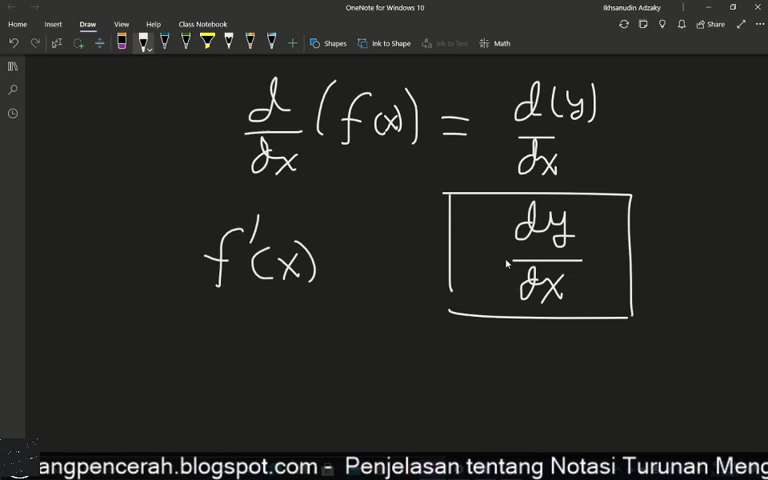 OneNote for Windows 10
Ikhsanudin Adzaky
Home Insert Draw View Help Class Notebook
Share
Shapes Ink to Shape Ink to Text Math
d/dx (f(x)) = d(y)/dx
f'(x) dy/dx
angpencerah.blogspot.com - Penjelasan tentang Notasi Turunan Meng